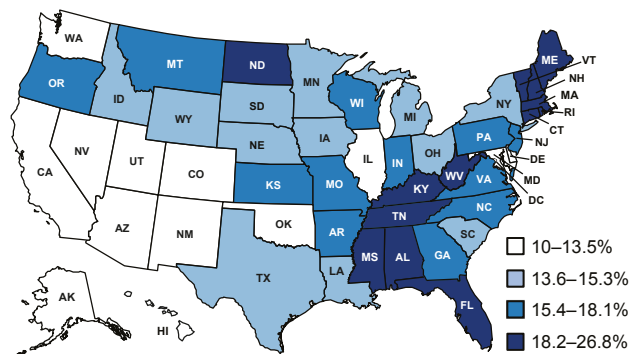 WA
MT
ND
ME
VT
OR
MN
NH
ID
WI
NY
MA
SD
WY
MI
RI
CT
IA
PA
NJ
NE
NV
OH
DE
IL
IN
UT
CO
WV
MD
CA
VA
KS
MO
KY
DC
NC
TN
AZ
OK
NM
AR
SC
MS
AL
GA
10–13.5%
LA
TX
13.6–15.3%
AK
FL
15.4–18.1%
HI
18.2–26.8%